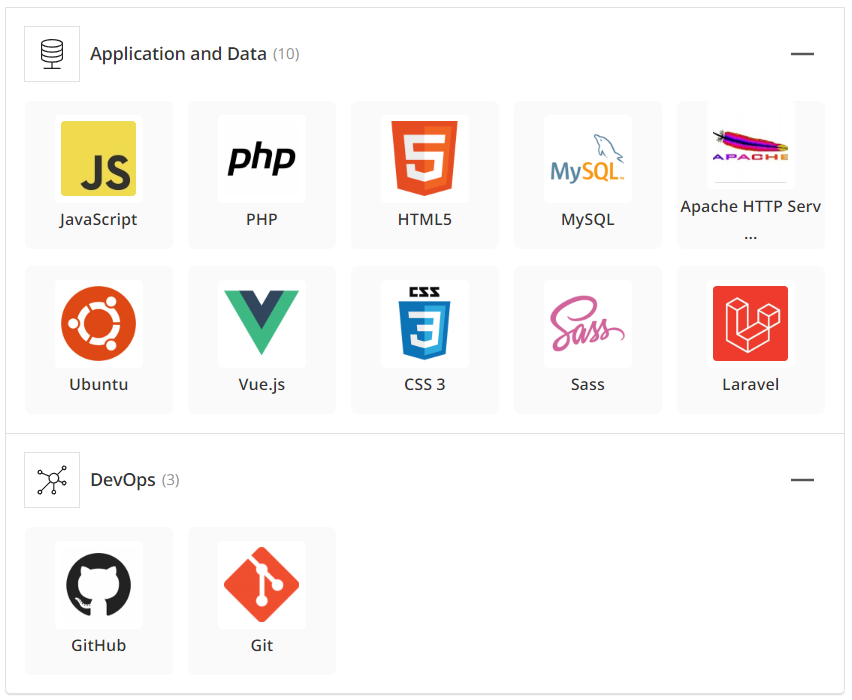 Application and Data (10)
JS
php
5
MySQL™
APACHE
JavaScript
PHP
HTML5
MySQL
Apache HTTP Serv
...
CSS
3
Sass
Ubuntu
Vue.js
CSS 3
Sass
Laravel
DevOps (3)
GitHub
Git